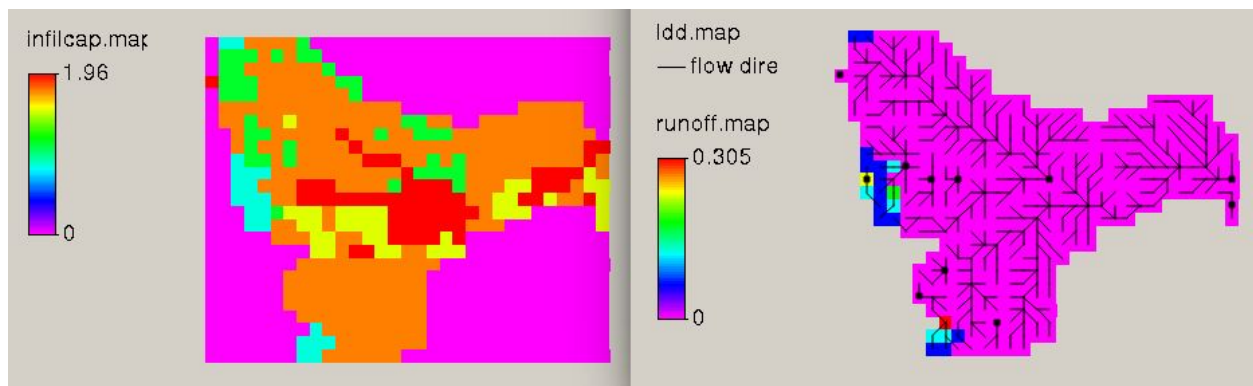 infilcap.map
1.96
0
ldd.map
flow dire
runoff.map
0.305
0